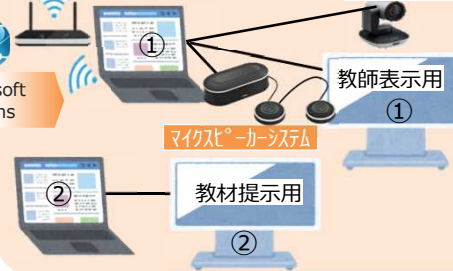 ①
soft
ns
教師表示用
①
マイクスピーカーシステム
②
教材提示用
②